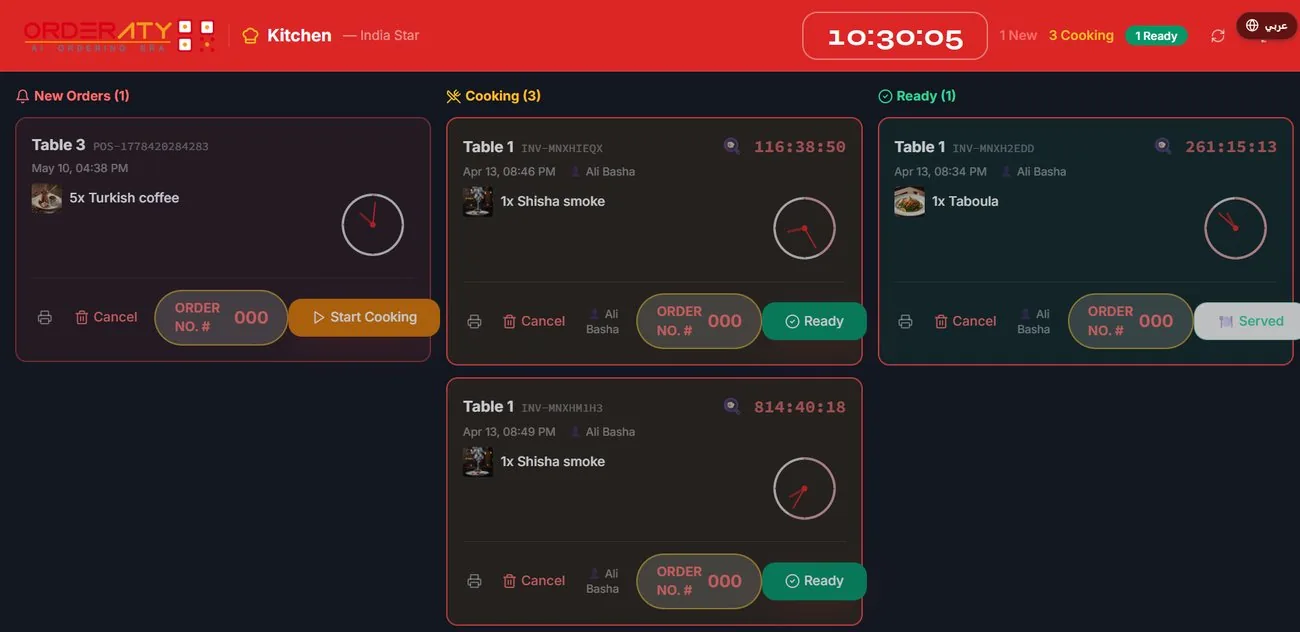 ORDERATY
AI ORDERING ERA
Kitchen — India Star
10:30:05
1 New 3 Cooking 1 Ready
عربي
New Orders (1)
Table 3 POS-1778420284283
May 10, 04:38 PM
5x Turkish coffee
Cancel
ORDER
NO. # 000
Start Cooking
Cooking (3)
Table 1 INV-MNXHIEQX 116:38:50
Apr 13, 08:46 PM Ali Basha
1x Shisha smoke
Cancel
Ali
Basha
ORDER
NO. # 000
Ready
Table 1 INV-MNXHM1H3 814:40:18
Apr 13, 08:49 PM Ali Basha
1x Shisha smoke
Cancel
Ali
Basha
ORDER
NO. # 000
Ready
Ready (1)
Table 1 INV-MNXH2EDD 261:15:13
Apr 13, 08:34 PM Ali Basha
1x Taboula
Cancel
Ali
Basha
ORDER
NO. # 000
Served